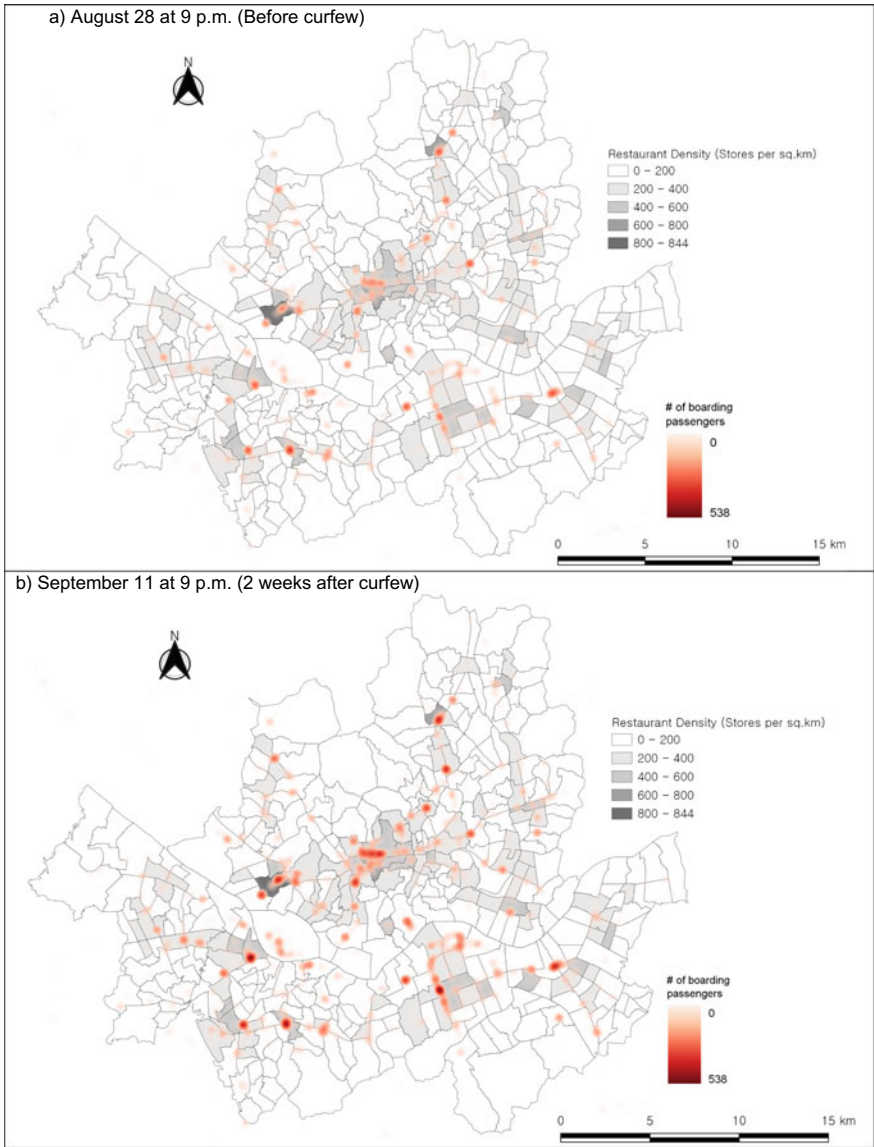 a) August 28 at 9 p.m. (Before curfew)
N
Restaurant Density (Stores per sq.km)
0 - 200
200 - 400
400 - 600
600 - 800
800 - 844
# of boarding
passengers
0
538
0 5 10 15 km
b) September 11 at 9 p.m. (2 weeks after curfew)
N
Restaurant Density (Stores per sq.km)
0 - 200
200 - 400
400 - 600
600 - 800
800 - 844
# of boarding
passengers
0
538
0 5 10 15 km